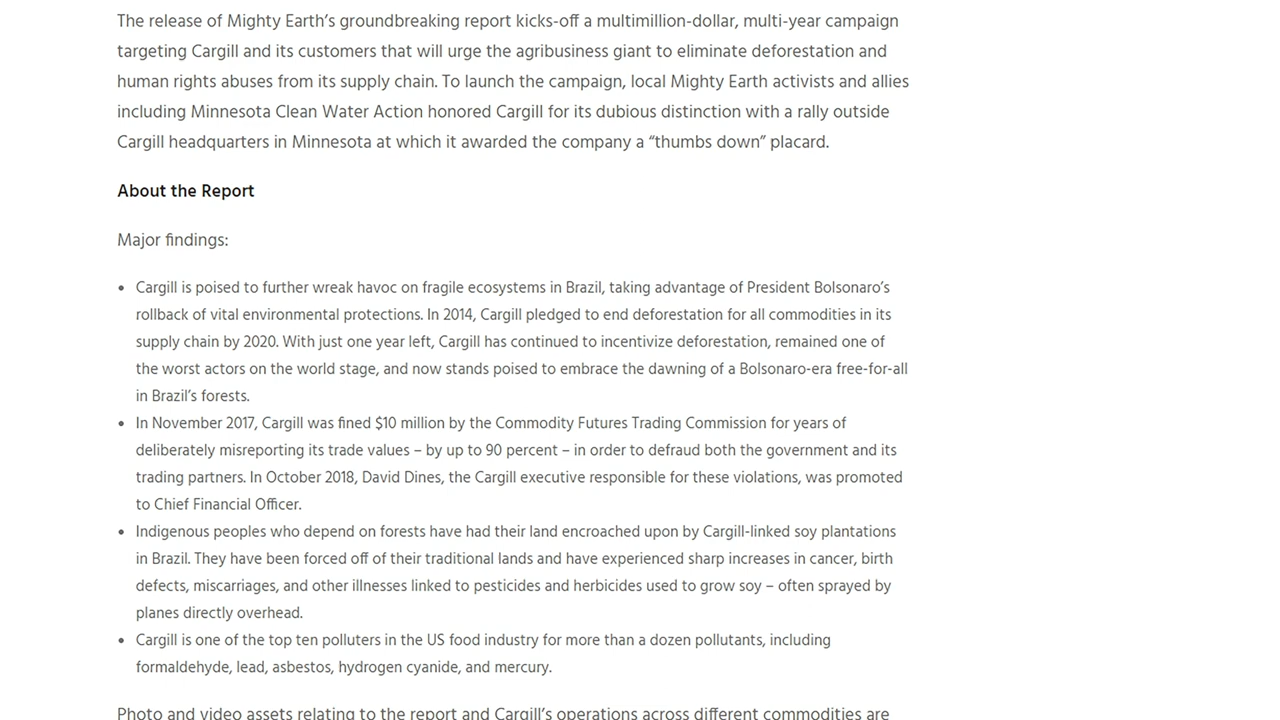 The release of Mighty Earth’s groundbreaking report kicks-off a multimillion-dollar, multi-year campaign
targeting Cargill and its customers that will urge the agribusiness giant to eliminate deforestation and
human rights abuses from its supply chain. To launch the campaign, local Mighty Earth activists and allies
including Minnesota Clean Water Action honored Cargill for its dubious distinction with a rally outside
Cargill headquarters in Minnesota at which it awarded the company a “thumbs down” placard.
About the Report
Major findings:
• Cargill is poised to further wreak havoc on fragile ecosystems in Brazil, taking advantage of President Bolsonaro’s
rollback of vital environmental protections. In 2014, Cargill pledged to end deforestation for all commodities in its
supply chain by 2020. With just one year left, Cargill has continued to incentivize deforestation, remained one of
the worst actors on the world stage, and now stands poised to embrace the dawning of a Bolsonaro-era free-for-all
in Brazil’s forests.
• In November 2017, Cargill was fined $10 million by the Commodity Futures Trading Commission for years of
deliberately misreporting its trade values – by up to 90 percent – in order to defraud both the government and its
trading partners. In October 2018, David Dines, the Cargill executive responsible for these violations, was promoted
to Chief Financial Officer.
• Indigenous peoples who depend on forests have had their land encroached upon by Cargill-linked soy plantations
in Brazil. They have been forced off of their traditional lands and have experienced sharp increases in cancer, birth
defects, miscarriages, and other illnesses linked to pesticides and herbicides used to grow soy – often sprayed by
planes directly overhead.
• Cargill is one of the top ten polluters in the US food industry for more than a dozen pollutants, including
formaldehyde, lead, asbestos, hydrogen cyanide, and mercury.
Photo and video assets relating to the report and Cargill’s operations across different commodities are